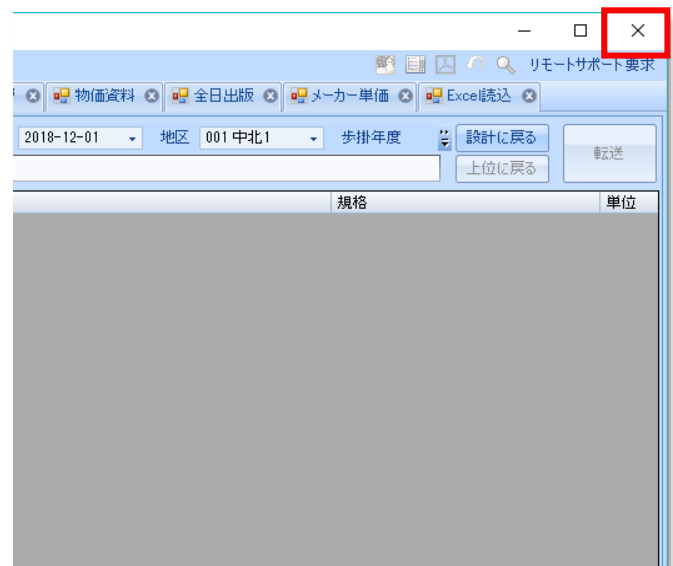 リモートサポート要求
物価資料 全日出版 メーカー単価 Excel読込
2018-12-01 地区 001 中北1 歩掛年度 設計に戻る 転送
上位に戻る
規格 単位